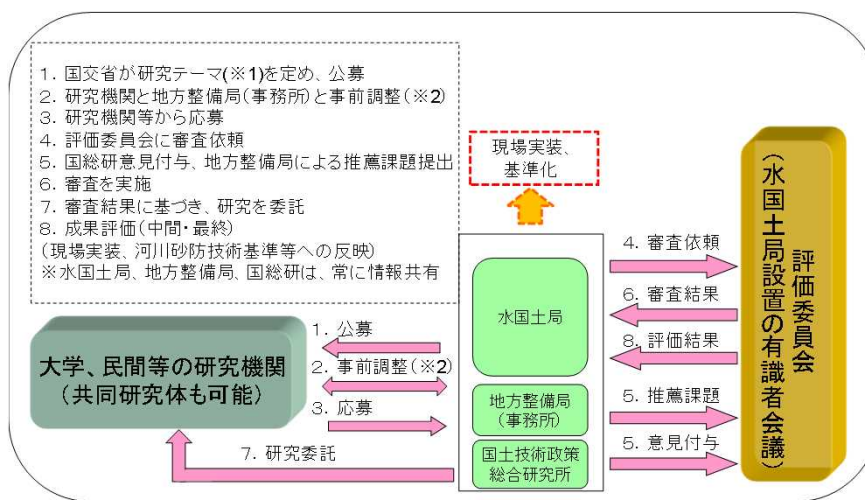 1. 国交省が研究テーマ(※1)を定め、公募
2. 研究機関と地方整備局(事務所)と事前調整(※2)
3. 研究機関等から応募
4. 評価委員会に審査依頼
5. 国総研意見付与、地方整備局による推薦課題提出
6. 審査を実施
7. 審査結果に基づき、研究を委託
8. 成果評価(中間・最終)
(現場実装、河川砂防技術基準等への反映)
※水国土局、地方整備局、国総研は、常に情報共有
現場実装、
基準化
大学、民間等の研究機関
(共同研究体も可能)
1. 公募
2. 事前調整(※2)
3. 応募
7. 研究委託
水国土局
地方整備局
(事務所)
国土技術政策
総合研究所
4. 審査依頼
6. 審査結果
8. 評価結果
5. 推薦課題
5. 意見付与
評価委員会
(水国土局設置の有識者会議)